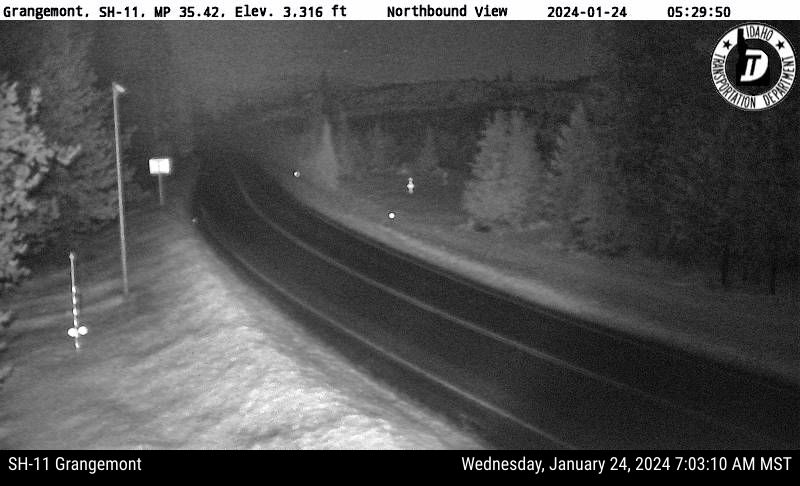 Grangemont, SH-11, MP 35.42, Elev. 3,316 ft Northbound View 2024-01-24 05:29:50
IDAHO
TRANSPORTATION DEPARTMENT
SH-11 Grangemont Wednesday, January 24, 2024 7:03:10 AM MST